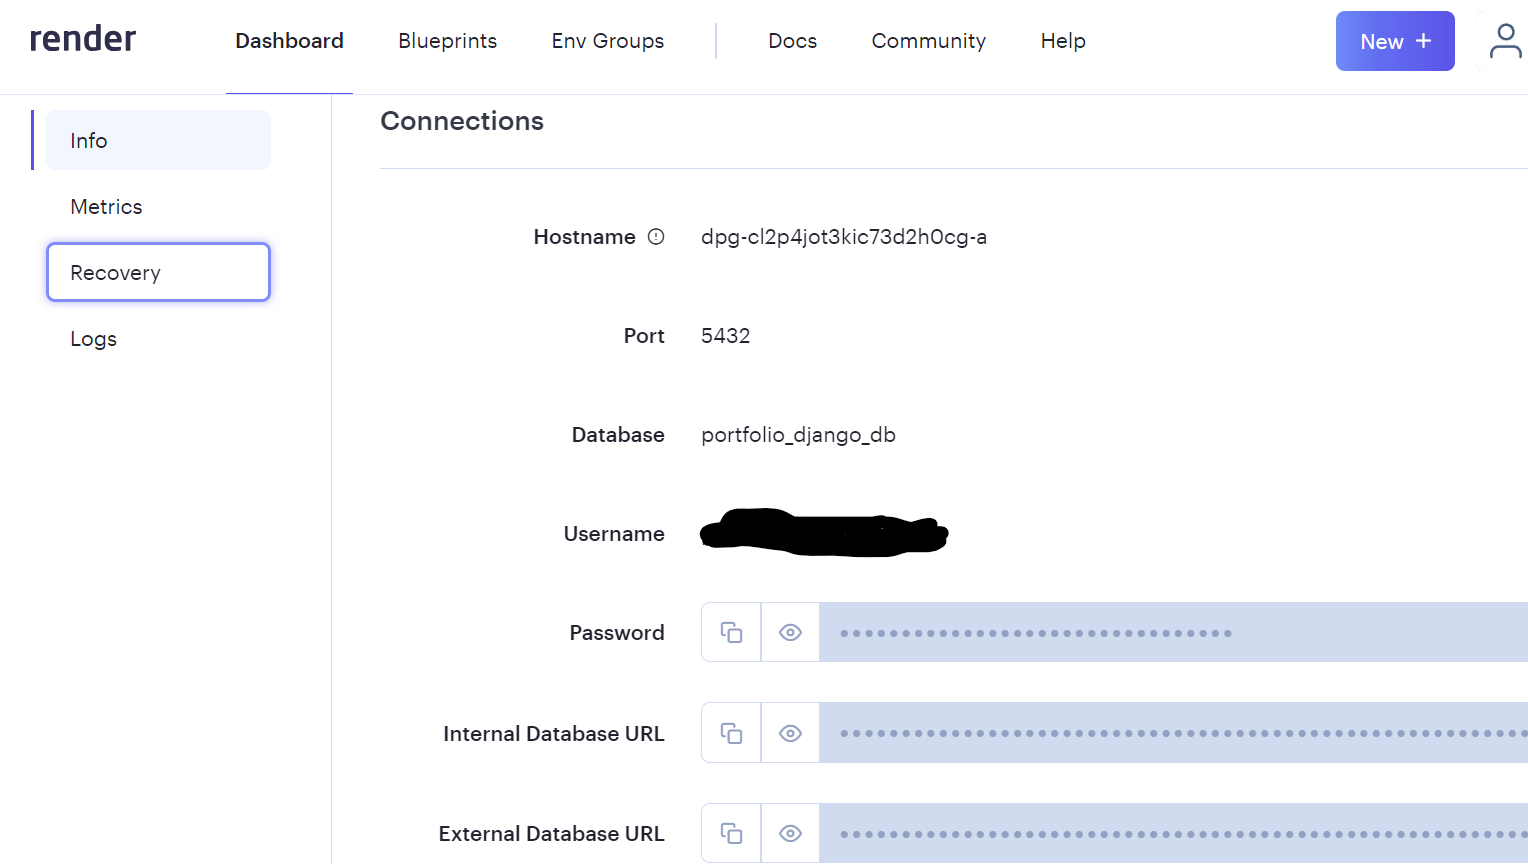 render
Dashboard
Blueprints
Env Groups
Docs
Community
Help
New +
Info
Metrics
Recovery
Logs
Connections
Hostname dpg-cl2p4jot3kic73d2h0cg-a
Port 5432
Database portfolio_django_db
Username
Password
Internal Database URL
External Database URL